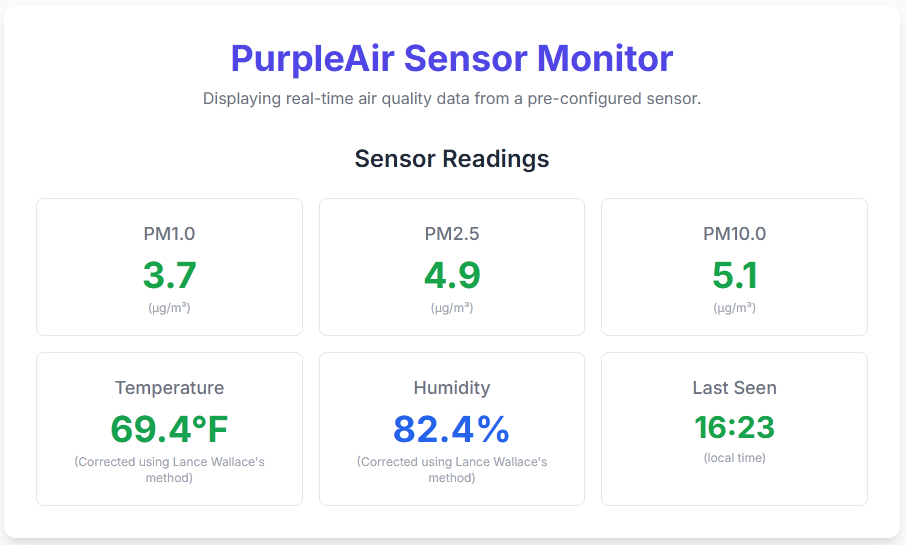 PurpleAir Sensor Monitor
Displaying real-time air quality data from a pre-configured sensor.
Sensor Readings
PM1.0
3.7
(µg/m³)
PM2.5
4.9
(µg/m³)
PM10.0
5.1
(µg/m³)
Temperature
69.4°F
(Corrected using Lance Wallace's
method)
Humidity
82.4%
(Corrected using Lance Wallace's
method)
Last Seen
16:23
(local time)